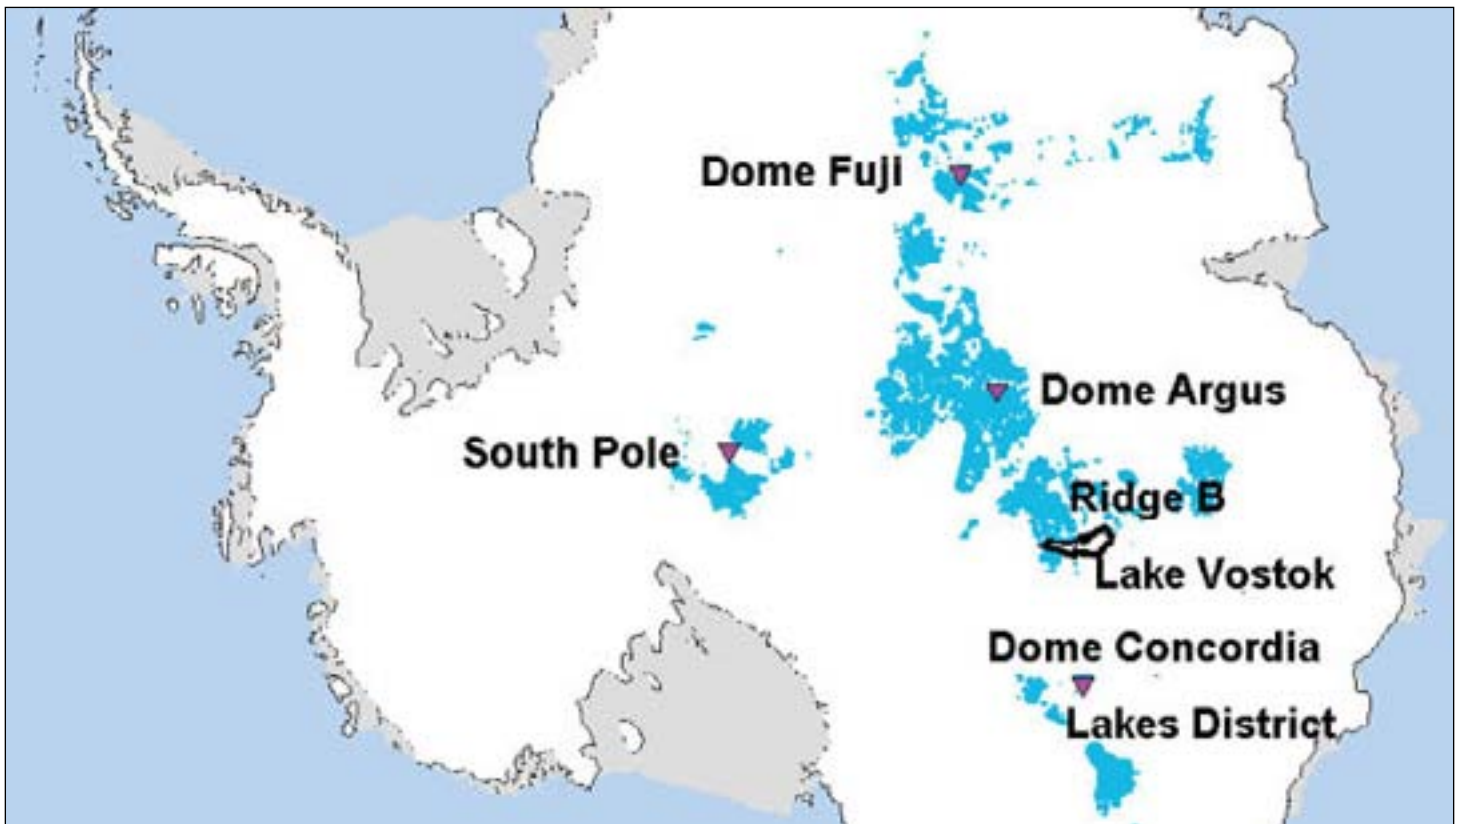 Dome Fuji
Dome Argus
South Pole
Ridge B
Lake Vostok
Dome Concordia
Lakes District